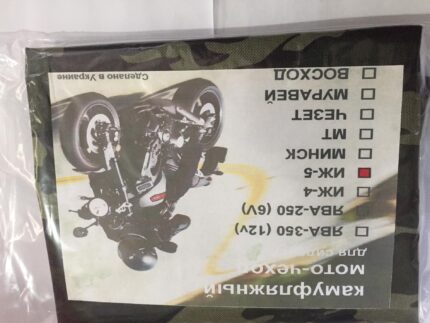 камуфляжный
мото-чехол
для сиденья
ЯВА-350 (12v)
ЯВА-250 (6V)
ИЖ-4
ИЖ-5
МИНСК
МТ
ЧЕЗЕТ
МУРАВЕЙ
ВОСХОД
Сделано в Украине